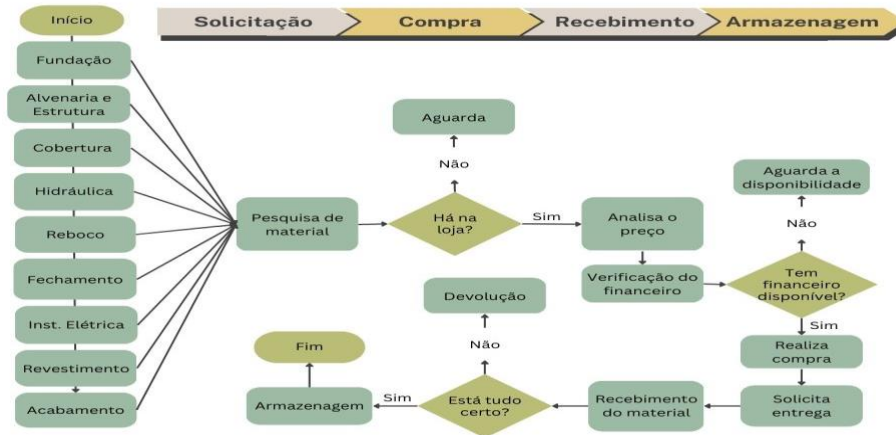 Início
Solicitação
Compra
Recebimento
Armazenagem
Fundação
Alvenaria e
Estrutura
Cobertura
Hidráulica
Reboco
Fechamento
Inst. Elétrica
Revestimento
Acabamento
Pesquisa de
material
Aguarda
Não
Há na
loja?
Sim
Analisa o
preço
Verificação do
financeiro
Aguarda a
disponibilidade
Não
Tem
financeiro
disponível?
Sim
Realiza
compra
Solicita
entrega
Recebimento
do material
Devolução
Não
Está tudo
certo?
Sim
Armazenagem
Fim